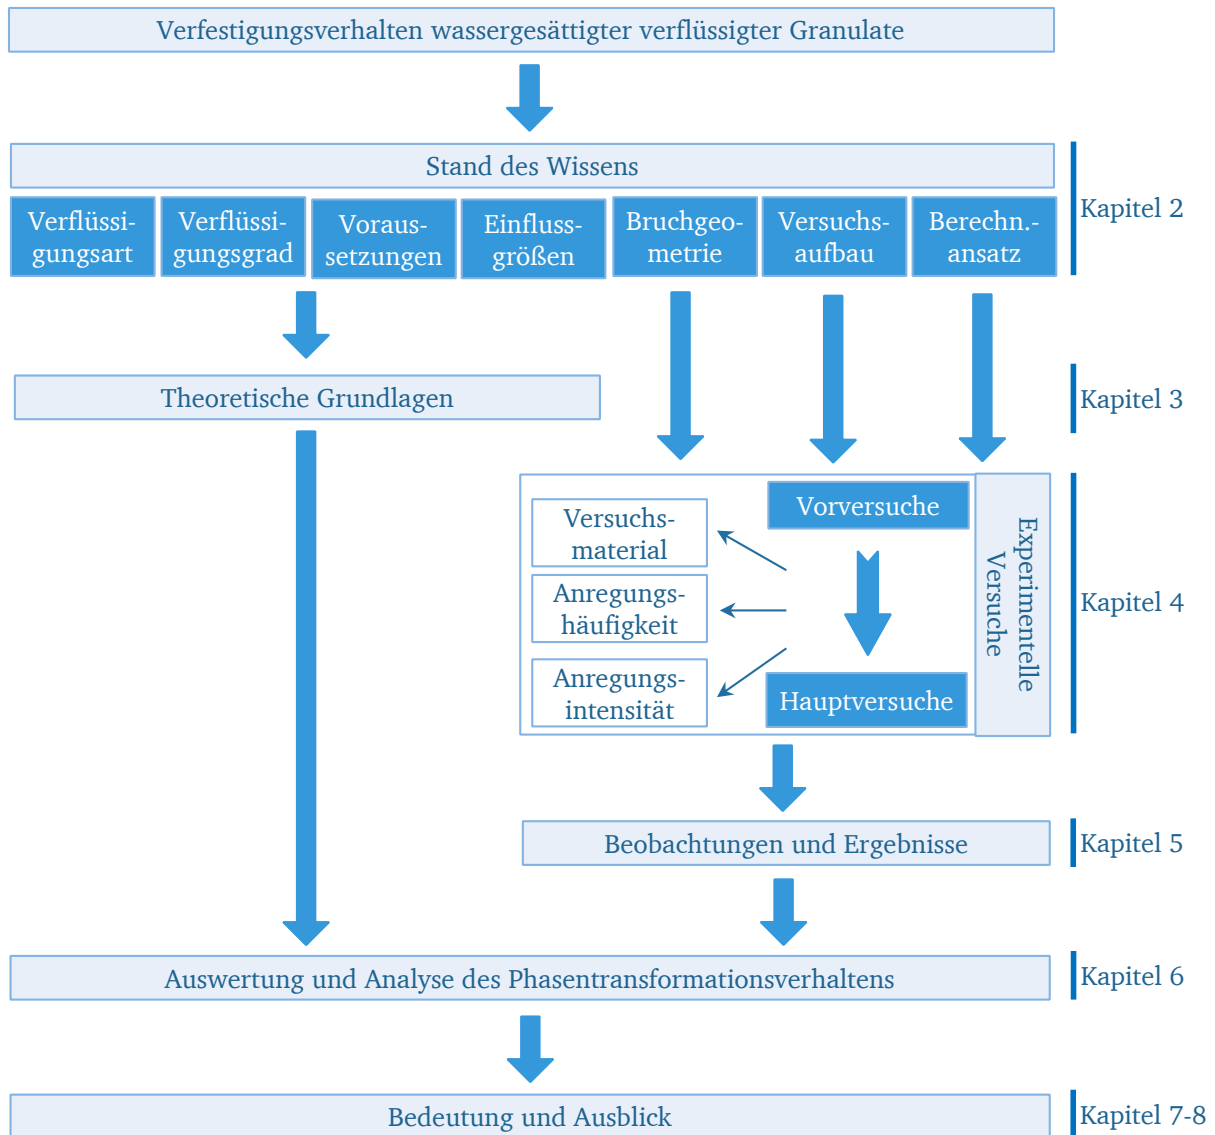 Verfestigungsverhalten wassergesättigter verflüssigter Granulate
Stand des Wissens
Verflüssi-
gungsart
Verflüssi-
gungsgrad
Voraus-
setzungen
Einfluss-
größen
Bruchgeo-
metrie
Versuchs-
aufbau
Berechn.-
ansatz
Kapitel 2
Theoretische Grundlagen
Kapitel 3
Vorversuche
Versuchs-
material
Anregungs-
häufigkeit
Anregungs-
intensität
Hauptversuche
Experimentelle
Versuche
Kapitel 4
Beobachtungen und Ergebnisse
Kapitel 5
Auswertung und Analyse des Phasentransformationsverhaltens
Kapitel 6
Bedeutung und Ausblick
Kapitel 7-8